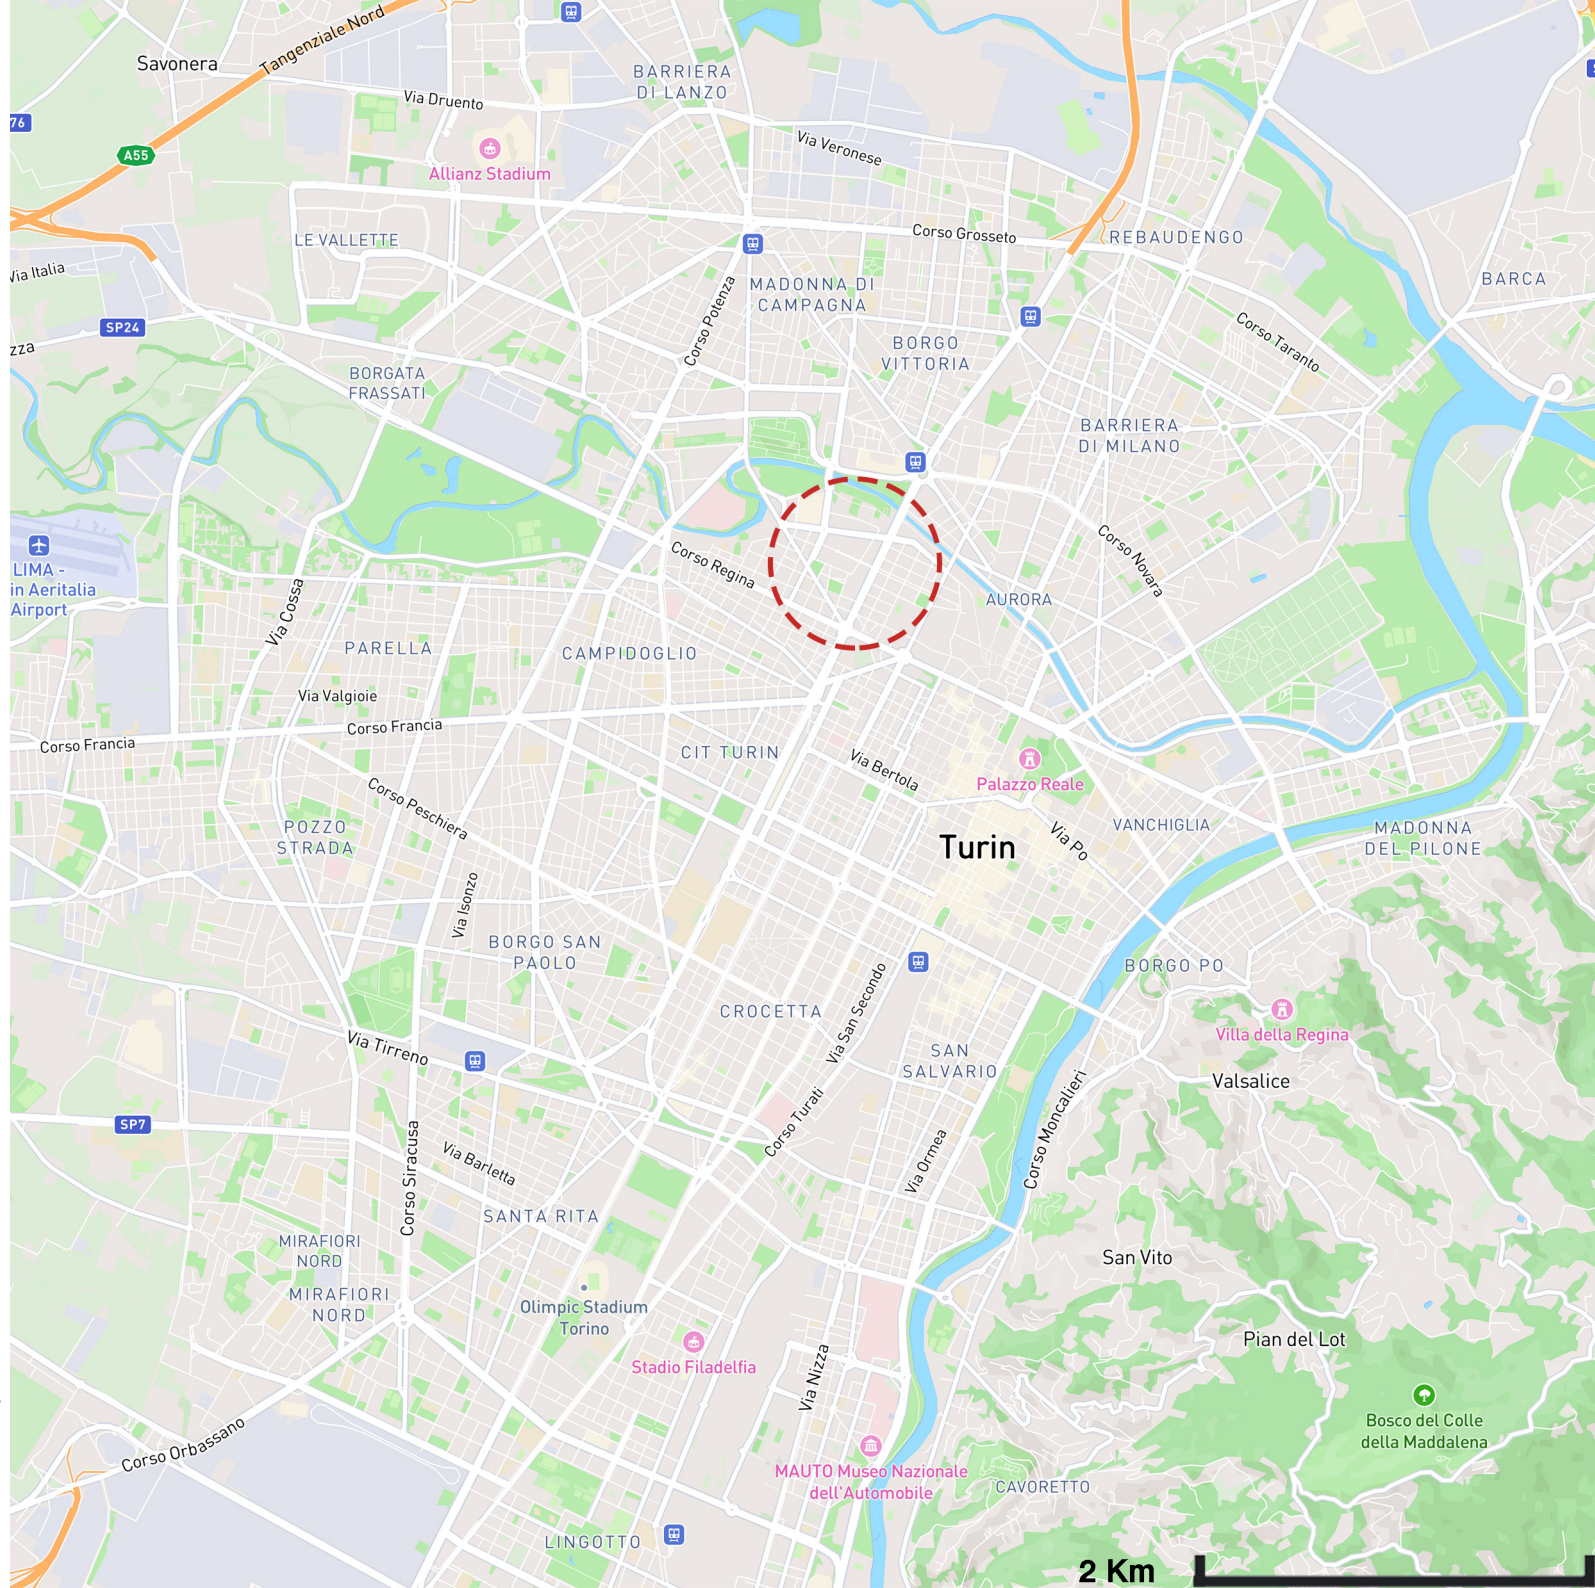 Savonera
Tangenziale Nord
BARRIERA
DI LANZO
Via Druento
76
A55
Via Veronese
Allianz Stadium
LE VALLETTE
Corso Grosseto
REBAUDENGO
Via Italia
MADONNA DI
CAMPAGNA
BARCA
Corso Potenza
SP24
zza
Corso Taranto
BORGO
VITTORIA
BORGATA
FRASSATI
BARRIERA
DI MILANO
Corso Regina
Corso Novara
LIMA -
in Aeritalia
Airport
Via Cossa
AURORA
PARELLA
CAMPIDOGLIO
Via Valgioie
Corso Francia
Corso Francia
CIT TURIN
Via Bertola
Palazzo Reale
Corso Peschiera
POZZO
STRADA
Turin
Via Po
VANCHIGLIA
MADONNA
DEL PILONE
Via Isonzo
BORGO SAN
PAOLO
BORGO PO
CROCETTA
Via San Secondo
Villa della Regina
Via Tirreno
SAN
SALVARIO
Valsalice
SP7
Corso Turati
Corso Moncalieri
Via Barletta
Via Ormea
Corso Siracusa
SANTA RITA
MIRAFIORI
NORD
San Vito
MIRAFIORI
NORD
Olimpic Stadium
Torino
Pian del Lot
Stadio Filadelfia
Via Nizza
Bosco del Colle
della Maddalena
Corso Orbassano
MAUTO Museo Nazionale
dell'Automobile
CAVORETTO
LINGOTTO
2 Km